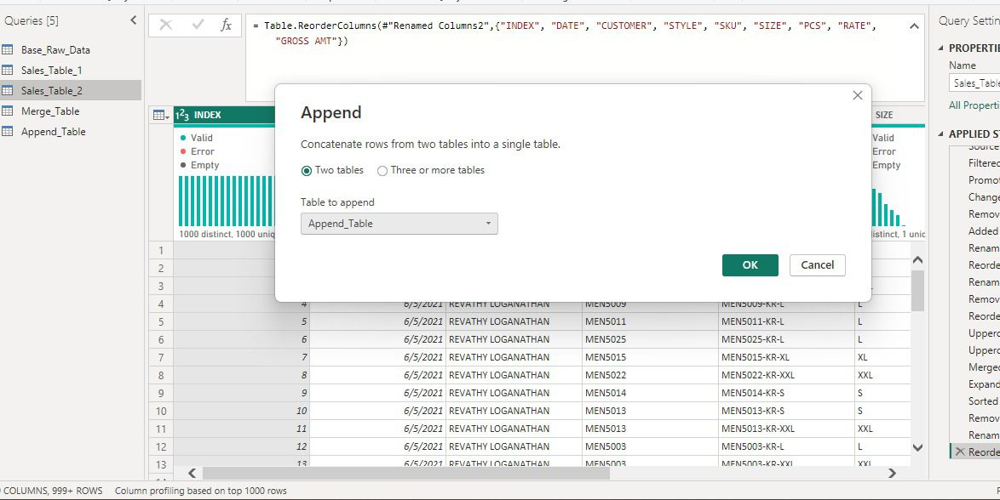 Queries [5]
Base_Raw_Data
Sales_Table_1
Sales_Table_2
Merge_Table
Append_Table
fx
= Table.ReorderColumns(#"Renamed Columns2",{"INDEX", "DATE", "CUSTOMER", "STYLE", "SKU", "SIZE", "PCS", "RATE",
"GROSS AMT"})
1²3 INDEX
Valid
Error
Empty
1000 distinct, 1000 uniq
SIZE
Valid
Error
Empty
istinct, 1 unic
Append
Concatenate rows from two tables into a single table.
Two tables
Three or more tables
Table to append
Append_Table
OK
Cancel
1
2
3
4 4 6/5/2021 REVATHY LOGANATHAN MEN5009 MEN5009-KR-L L
5 5 6/5/2021 REVATHY LOGANATHAN MEN5011 MEN5011-KR-L L
6 6 6/5/2021 REVATHY LOGANATHAN MEN5025 MEN5025-KR-L L
7 7 6/5/2021 REVATHY LOGANATHAN MEN5015 MEN5015-KR-XL XL
8 8 6/5/2021 REVATHY LOGANATHAN MEN5022 MEN5022-KR-XXL XXL
9 9 6/5/2021 REVATHY LOGANATHAN MEN5014 MEN5014-KR-S S
10 10 6/5/2021 REVATHY LOGANATHAN MEN5013 MEN5013-KR-S S
11 11 6/5/2021 REVATHY LOGANATHAN MEN5013 MEN5013-KR-XXL XXL
12 12 6/5/2021 REVATHY LOGANATHAN MEN5003 MEN5003-KR-L L
13 13 6/5/2021 REVATHY LOGANATHAN MEN5003 MEN5003-KR-XXL XXL
COLUMNS, 999+ ROWS Column profiling based on top 1000 rows
Query Settin
PROPERTIE
Name
Sales_Table
All Properti
APPLIED ST
Source
Filtered
Promot
Change
Remov
Added
Renam
Reorde
Renam
Remov
Reorde
Upperc
Upperc
Merged
Expand
Sorted
Remov
Renam
Reorde